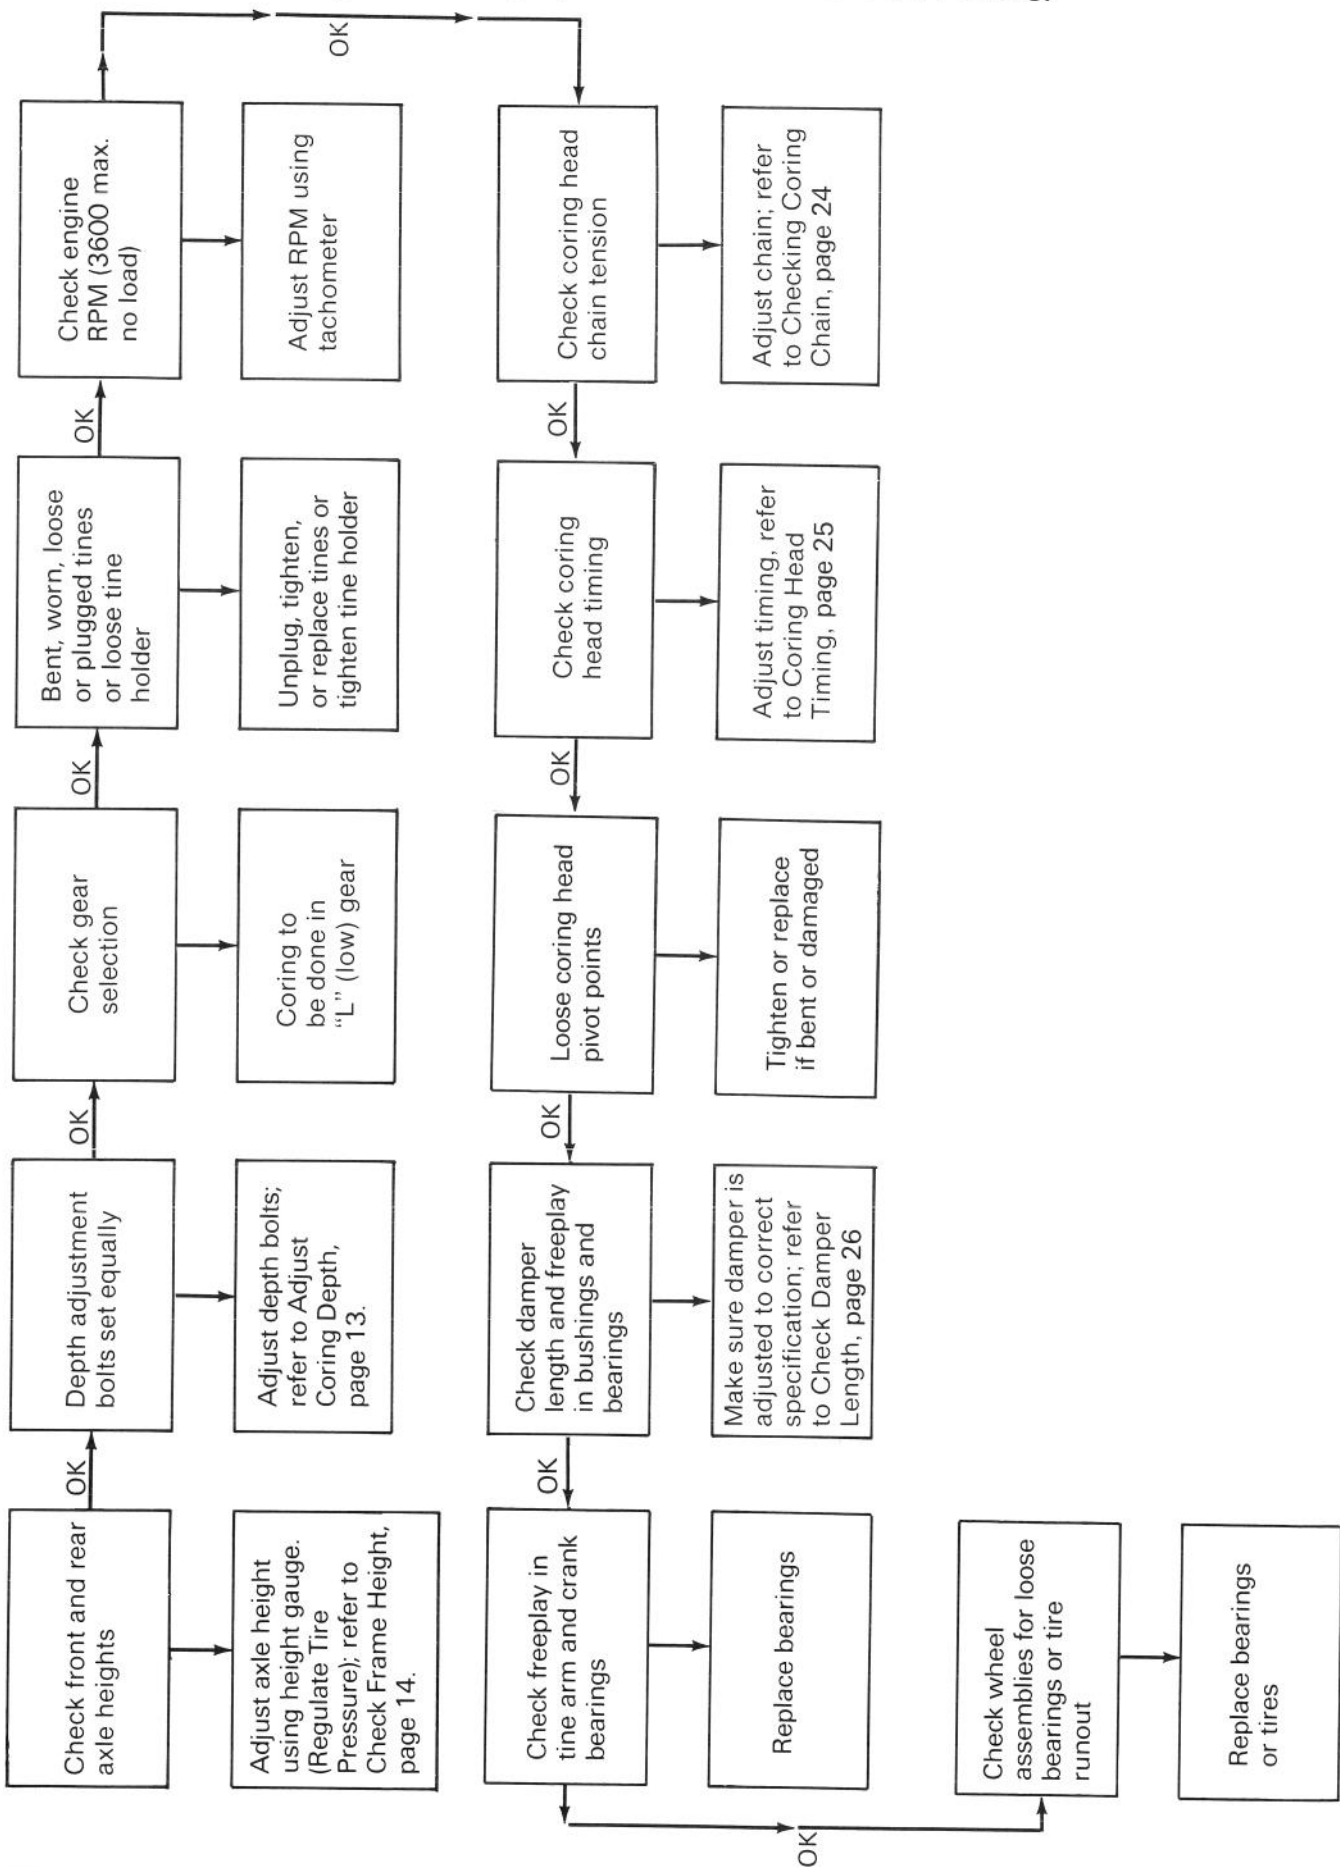 Check front and rear
axle heights
Adjust axle height
using height gauge.
(Regulate Tire
Pressure); refer to
Check Frame Height,
page 14.
OK
Depth adjustment
bolts set equally
Adjust depth bolts;
refer to Adjust
Coring Depth,
page 13.
OK
Check gear
selection
Coring to
be done in
“L” (low) gear
OK
Bent, worn, loose
or plugged tines
or loose tine
holder
Unplug, tighten,
or replace tines or
tighten tine holder
OK
Check engine
RPM (3600 max.
no load)
Adjust RPM using
tachometer
OK
Check coring head
chain tension
Adjust chain; refer
to Checking Coring
Chain, page 24
OK
Check coring
head timing
Adjust timing, refer
to Coring Head
Timing, page 25
OK
Loose coring head
pivot points
Tighten or replace
if bent or damaged
OK
Check damper
length and freeplay
in bushings and
bearings
Make sure damper is
adjusted to correct
specification; refer
to Check Damper
Length, page 26
OK
Check freeplay in
tine arm and crank
bearings
Replace bearings
OK
Check wheel
assemblies for loose
bearings or tire
runout
Replace bearings
or tires